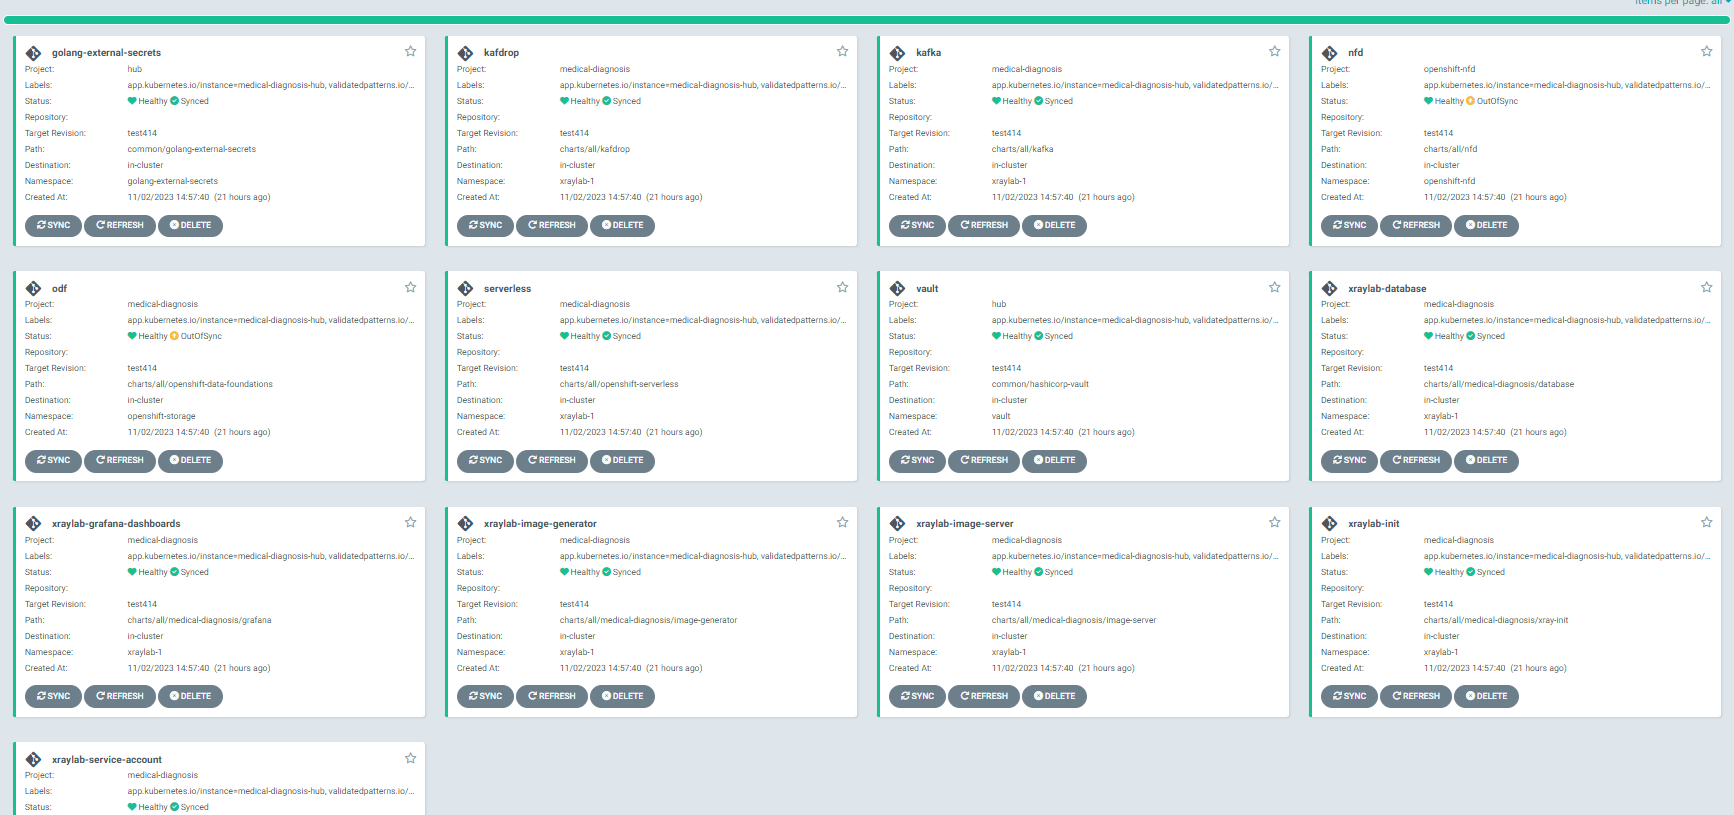 Items per page: all
golang-external-secrets
Project: hub
Labels: app.kubernetes.io/instance=medical-diagnosis-hub, validatedpatterns.io/...
Status: Healthy Synced
Repository:
Target Revision: test414
Path: common/golang-external-secrets
Destination: in-cluster
Namespace: golang-external-secrets
Created At: 11/02/2023 14:57:40 (21 hours ago)
SYNC REFRESH DELETE
kafdrop
Project: medical-diagnosis
Labels: app.kubernetes.io/instance=medical-diagnosis-hub, validatedpatterns.io/...
Status: Healthy Synced
Repository:
Target Revision: test414
Path: charts/all/kafdrop
Destination: in-cluster
Namespace: xraylab-1
Created At: 11/02/2023 14:57:40 (21 hours ago)
SYNC REFRESH DELETE
kafka
Project: medical-diagnosis
Labels: app.kubernetes.io/instance=medical-diagnosis-hub, validatedpatterns.io/...
Status: Healthy Synced
Repository:
Target Revision: test414
Path: charts/all/kafka
Destination: in-cluster
Namespace: xraylab-1
Created At: 11/02/2023 14:57:40 (21 hours ago)
SYNC REFRESH DELETE
nfd
Project: openshift-nfd
Labels: app.kubernetes.io/instance=medical-diagnosis-hub, validatedpatterns.io/...
Status: Healthy OutOfSync
Repository:
Target Revision: test414
Path: charts/all/nfd
Destination: in-cluster
Namespace: openshift-nfd
Created At: 11/02/2023 14:57:40 (21 hours ago)
SYNC REFRESH DELETE
odf
Project: medical-diagnosis
Labels: app.kubernetes.io/instance=medical-diagnosis-hub, validatedpatterns.io/...
Status: Healthy OutOfSync
Repository:
Target Revision: test414
Path: charts/all/openshift-data-foundations
Destination: in-cluster
Namespace: openshift-storage
Created At: 11/02/2023 14:57:40 (21 hours ago)
SYNC REFRESH DELETE
serverless
Project: medical-diagnosis
Labels: app.kubernetes.io/instance=medical-diagnosis-hub, validatedpatterns.io/...
Status: Healthy Synced
Repository:
Target Revision: test414
Path: charts/all/openshift-serverless
Destination: in-cluster
Namespace: xraylab-1
Created At: 11/02/2023 14:57:40 (21 hours ago)
SYNC REFRESH DELETE
vault
Project: hub
Labels: app.kubernetes.io/instance=medical-diagnosis-hub, validatedpatterns.io/...
Status: Healthy Synced
Repository:
Target Revision: test414
Path: common/hashicorp-vault
Destination: in-cluster
Namespace: vault
Created At: 11/02/2023 14:57:40 (21 hours ago)
SYNC REFRESH DELETE
xraylab-database
Project: medical-diagnosis
Labels: app.kubernetes.io/instance=medical-diagnosis-hub, validatedpatterns.io/...
Status: Healthy Synced
Repository:
Target Revision: test414
Path: charts/all/medical-diagnosis/database
Destination: in-cluster
Namespace: xraylab-1
Created At: 11/02/2023 14:57:40 (21 hours ago)
SYNC REFRESH DELETE
xraylab-grafana-dashboards
Project: medical-diagnosis
Labels: app.kubernetes.io/instance=medical-diagnosis-hub, validatedpatterns.io/...
Status: Healthy Synced
Repository:
Target Revision: test414
Path: charts/all/medical-diagnosis/grafana
Destination: in-cluster
Namespace: xraylab-1
Created At: 11/02/2023 14:57:40 (21 hours ago)
SYNC REFRESH DELETE
xraylab-image-generator
Project: medical-diagnosis
Labels: app.kubernetes.io/instance=medical-diagnosis-hub, validatedpatterns.io/...
Status: Healthy Synced
Repository:
Target Revision: test414
Path: charts/all/medical-diagnosis/image-generator
Destination: in-cluster
Namespace: xraylab-1
Created At: 11/02/2023 14:57:40 (21 hours ago)
SYNC REFRESH DELETE
xraylab-image-server
Project: medical-diagnosis
Labels: app.kubernetes.io/instance=medical-diagnosis-hub, validatedpatterns.io/...
Status: Healthy Synced
Repository:
Target Revision: test414
Path: charts/all/medical-diagnosis/image-server
Destination: in-cluster
Namespace: xraylab-1
Created At: 11/02/2023 14:57:40 (21 hours ago)
SYNC REFRESH DELETE
xraylab-init
Project: medical-diagnosis
Labels: app.kubernetes.io/instance=medical-diagnosis-hub, validatedpatterns.io/...
Status: Healthy Synced
Repository:
Target Revision: test414
Path: charts/all/medical-diagnosis/xray-init
Destination: in-cluster
Namespace: xraylab-1
Created At: 11/02/2023 14:57:40 (21 hours ago)
SYNC REFRESH DELETE
xraylab-service-account
Project: medical-diagnosis
Labels: app.kubernetes.io/instance=medical-diagnosis-hub, validatedpatterns.io/...
Status: Healthy Synced